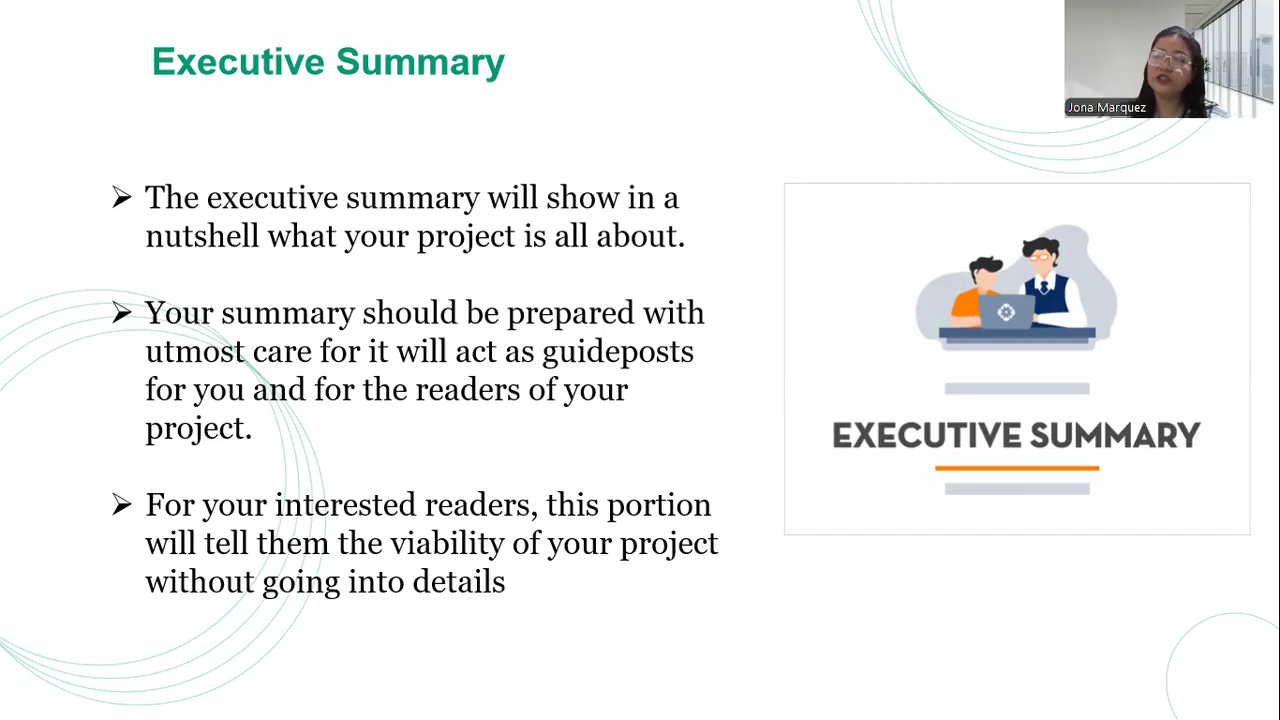 Executive Summary
Jona Marquez
➢ The executive summary will show in a
nutshell what your project is all about.
➢ Your summary should be prepared with
utmost care for it will act as guideposts
for you and for the readers of your
project.
➢ For your interested readers, this portion
will tell them the viability of your project
without going into details
EXECUTIVE SUMMARY